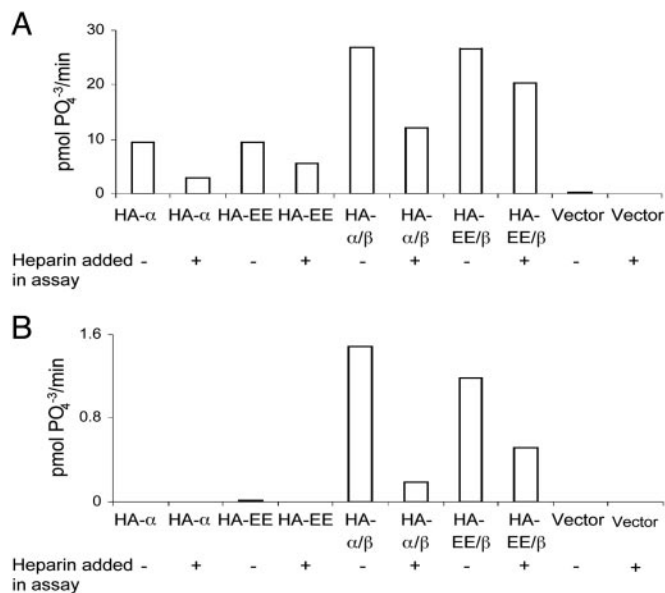 A
30
20
10
0
pmol PO₄⁻³/min
HA-α HA-α HA-EE HA-EE HA- HA- HA- HA- Vector Vector
α/β α/β EE/β EE/β
Heparin added - + - + - + - + - +
in assay
B
1.6
0.8
0
pmol PO₄⁻³/min
HA-α HA-α HA-EE HA-EE HA- HA- HA- HA- Vector Vector
α/β α/β EE/β EE/β
Heparin added - + - + - + - + - +
in assay